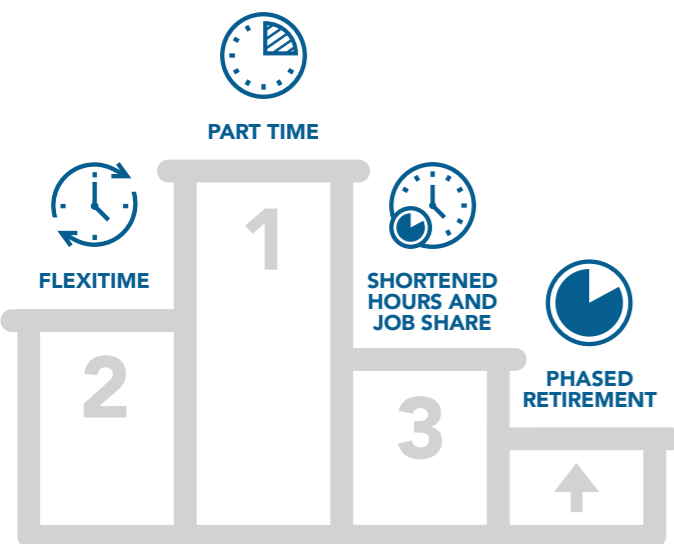 PART TIME
FLEXITIME
1
SHORTENED
HOURS AND
JOB SHARE
2
PHASED
RETIREMENT
3